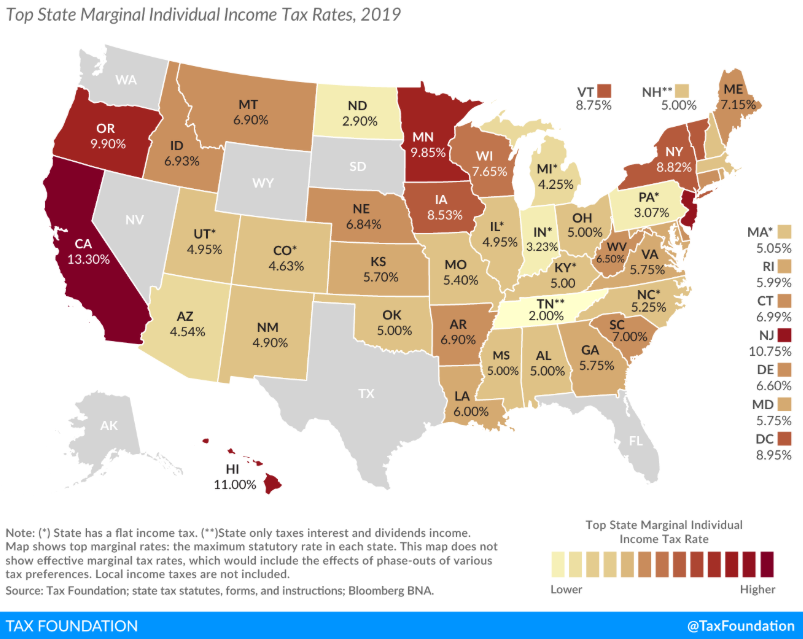 Top State Marginal Individual Income Tax Rates, 2019
WA
MT
6.90%
ND
2.90%
MN
9.85%
VT
8.75%
NH**
5.00%
ME
7.15%
OR
9.90%
ID
6.93%
SD
WI
7.65%
MI*
4.25%
NY
8.82%
WY
IA
8.53%
PA*
3.07%
NV
NE
6.84%
CA
13.30%
UT*
4.95%
CO*
4.63%
KS
5.70%
MO
5.40%
IL*
4.95%
IN*
3.23%
OH
5.00%
WV
6.50%
VA
5.75%
KY*
5.00
NC*
5.25%
TN**
2.00%
AZ
4.54%
NM
4.90%
OK
5.00%
AR
6.90%
SC
7.00%
MS
5.00%
AL
5.00%
GA
5.75%
TX
LA
6.00%
FL
AK
HI
11.00%
MA*
5.05%
RI
5.99%
CT
6.99%
NJ
10.75%
DE
6.60%
MD
5.75%
DC
8.95%
Note: (*) State has a flat income tax. (**)State only taxes interest and dividends income.
Map shows top marginal rates: the maximum statutory rate in each state. This map does not
show effective marginal tax rates, which would include the effects of phase-outs of various
tax preferences. Local income taxes are not included.
Source: Tax Foundation; state tax statutes, forms, and instructions; Bloomberg BNA.
Top State Marginal Individual
Income Tax Rate
Lower
Higher
TAX FOUNDATION
@TaxFoundation